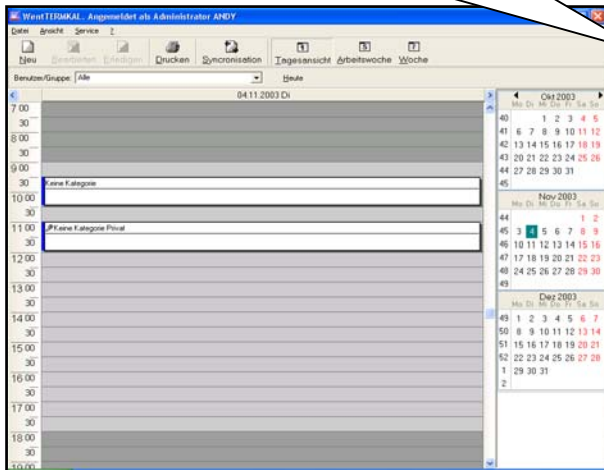 WentTERMKAL. Angemeldet als Administrator ANDY
Datei Ansicht Service ?
Neu Bearbeiten Erledigen Drucken Syncronisation Tagesansicht Arbeitswoche Woche
Benutzer/Gruppe: Alle Heute
04.11.2003 Di
7 00
30
8 00
30
9 00
30 Keine Kategorie
10 00
30
11 00 Keine Kategorie Privat
30
12 00
30
13 00
30
14 00
30
15 00
30
16 00
30
17 00
30
18 00
30
19 00
Okt 2003
Mo Di Mi Do Fr Sa So
40 1 2 3 4 5
41 6 7 8 9 10 11 12
42 13 14 15 16 17 18 19
43 20 21 22 23 24 25 26
44 27 28 29 30 31
45
Nov 2003
Mo Di Mi Do Fr Sa So
44 1 2
45 3 4 5 6 7 8 9
46 10 11 12 13 14 15 16
47 17 18 19 20 21 22 23
48 24 25 26 27 28 29 30
49
Dez 2003
Mo Di Mi Do Fr Sa So
49 1 2 3 4 5 6 7
50 8 9 10 11 12 13 14
51 15 16 17 18 19 20 21
52 22 23 24 25 26 27 28
1 29 30 31
2